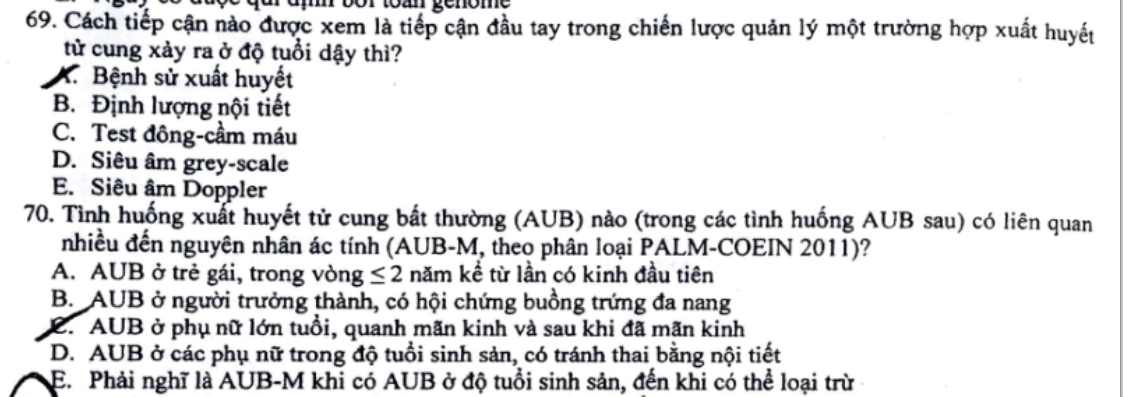 69. Cách tiếp cận nào được xem là tiếp cận đầu tay trong chiến lược quản lý một trường hợp xuất huyết
tử cung xảy ra ở độ tuổi dậy thì?
A. Bệnh sử xuất huyết
B. Định lượng nội tiết
C. Test đông-cầm máu
D. Siêu âm grey-scale
E. Siêu âm Doppler
70. Tình huống xuất huyết tử cung bất thường (AUB) nào (trong các tình huống AUB sau) có liên quan
nhiều đến nguyên nhân ác tính (AUB-M, theo phân loại PALM-COEIN 2011)?
A. AUB ở trẻ gái, trong vòng ≤ 2 năm kể từ lần có kinh đầu tiên
B. AUB ở người trưởng thành, có hội chứng buồng trứng đa nang
C. AUB ở phụ nữ lớn tuổi, quanh mãn kinh và sau khi đã mãn kinh
D. AUB ở các phụ nữ trong độ tuổi sinh sản, có tránh thai bằng nội tiết
E. Phải nghĩ là AUB-M khi có AUB ở độ tuổi sinh sản, đến khi có thể loại trừ